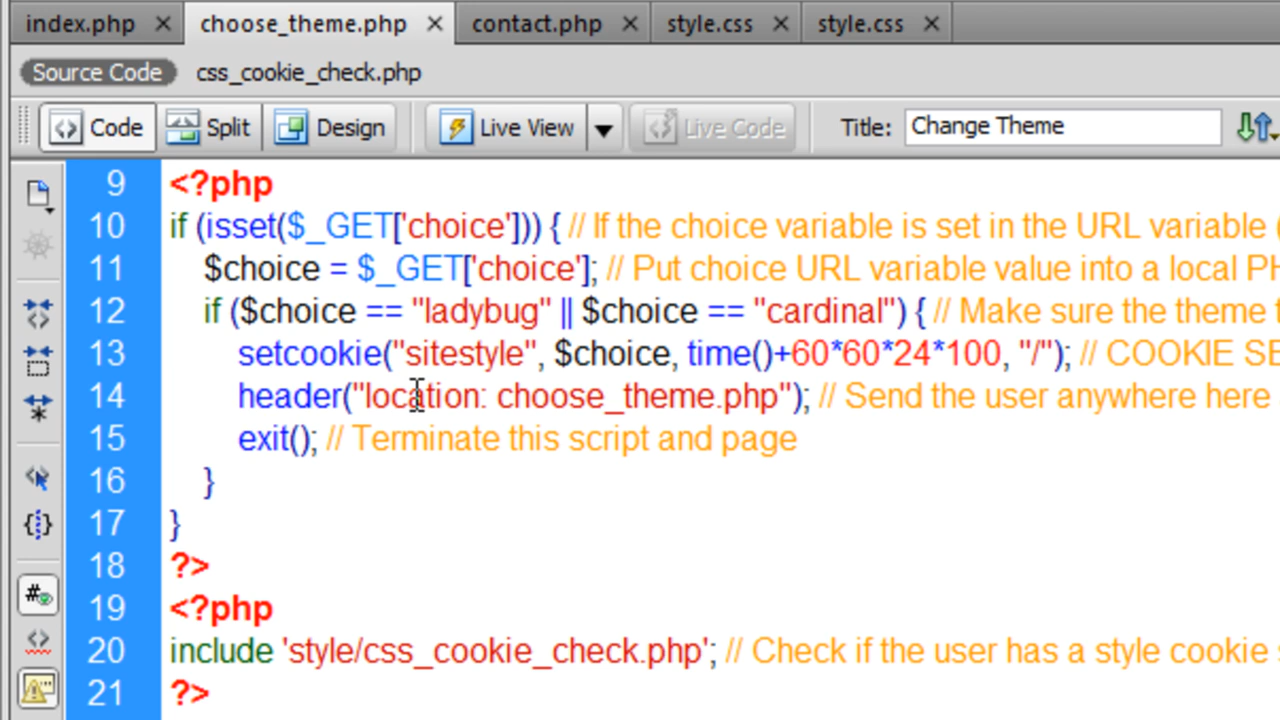 index.php × choose_theme.php × contact.php × style.css × style.css ×
Source Code css_cookie_check.php
Code Split Design Live View Live Code Title: Change Theme
9 <?php
10 if (isset($_GET['choice'])) { // If the choice variable is set in the URL variable
11 $choice = $_GET['choice']; // Put choice URL variable value into a local PH
12 if ($choice == "ladybug" || $choice == "cardinal") { // Make sure the theme
13 setcookie("sitestyle", $choice, time()+60*60*24*100, "/"); // COOKIE SE
14 header("location: choose_theme.php"); // Send the user anywhere here
15 exit(); // Terminate this script and page
16 }
17 }
18 ?>
19 <?php
20 include 'style/css_cookie_check.php'; // Check if the user has a style cookie
21 ?>